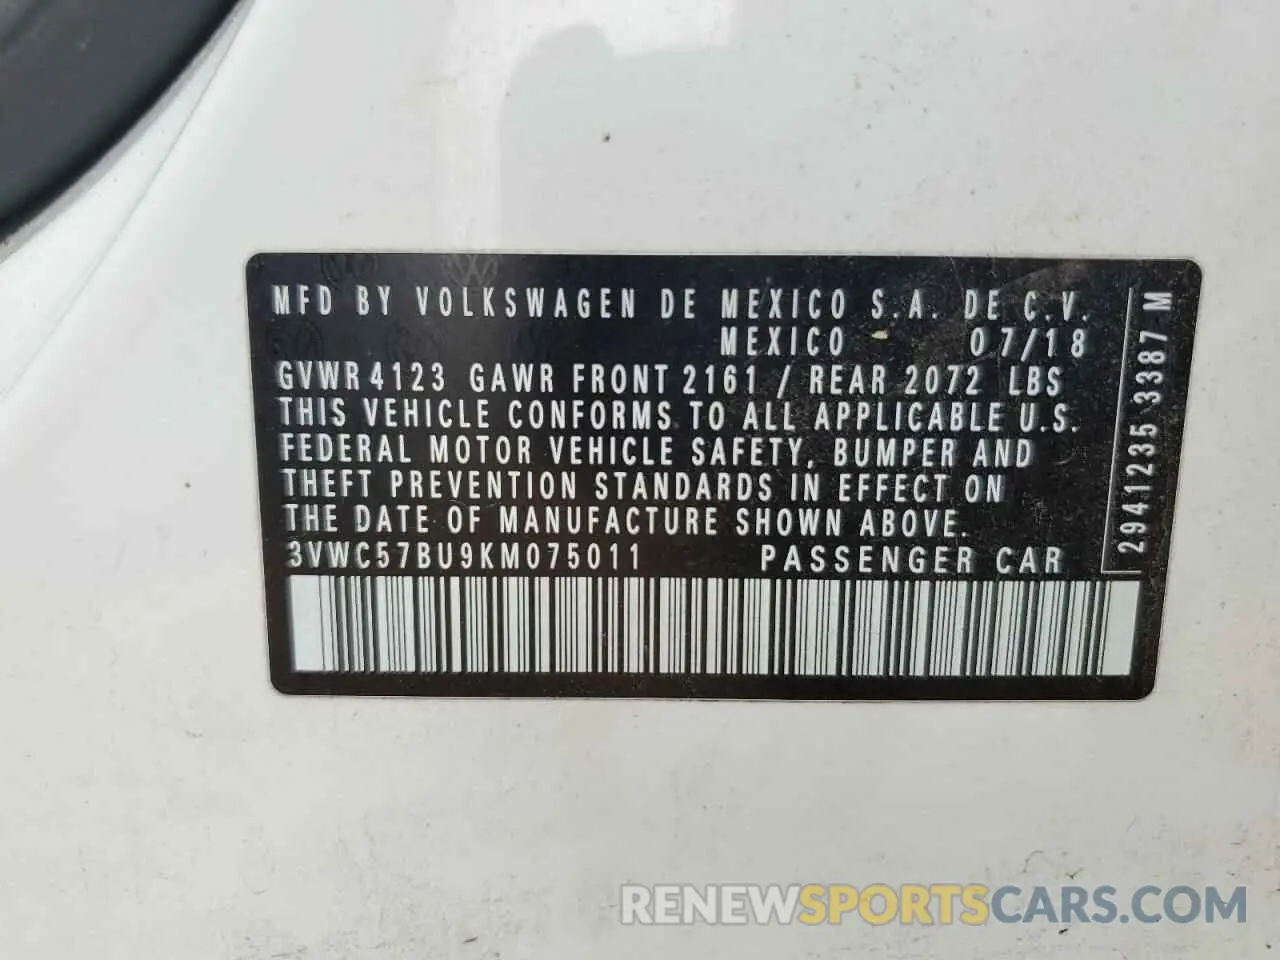 MFD BY VOLKSWAGEN DE MEXICO S.A. DE C.V.
MEXICO 07/18
GVWR 4123 GAWR FRONT 2161 / REAR 2072 LBS
THIS VEHICLE CONFORMS TO ALL APPLICABLE U.S.
FEDERAL MOTOR VEHICLE SAFETY, BUMPER AND
THEFT PREVENTION STANDARDS IN EFFECT ON
THE DATE OF MANUFACTURE SHOWN ABOVE.
3VWC57BU9KM075011 PASSENGER CAR
2941235 3387 M
RENEWSPORTSCARS.COM